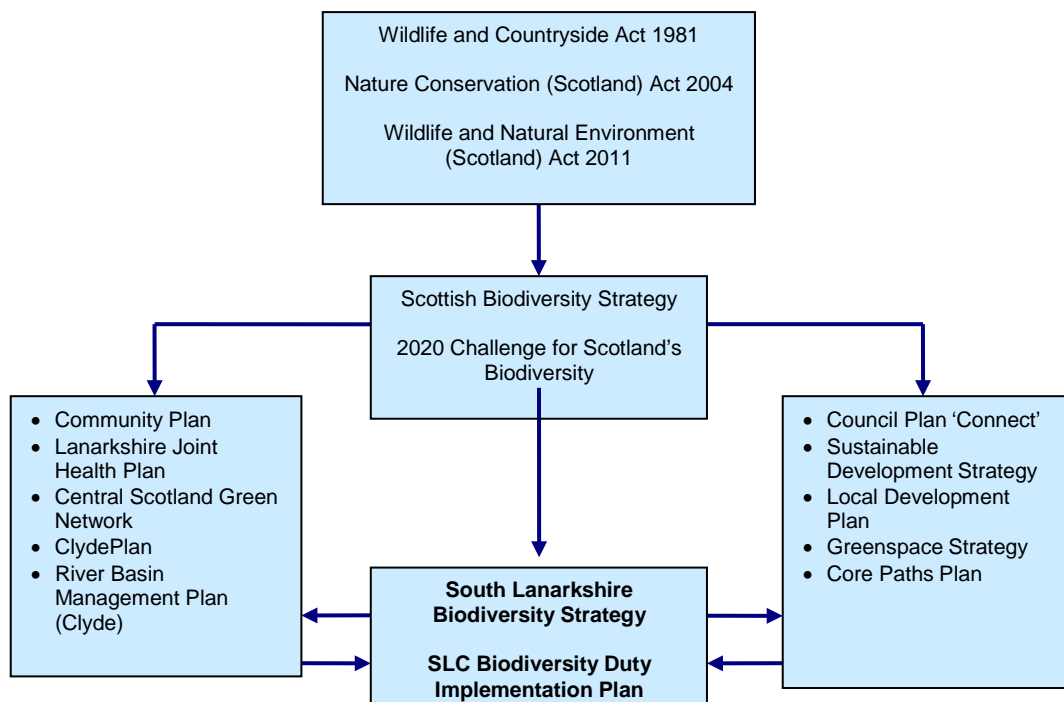 Wildlife and Countryside Act 1981
Nature Conservation (Scotland) Act 2004
Wildlife and Natural Environment
(Scotland) Act 2011
Scottish Biodiversity Strategy
2020 Challenge for Scotland's
Biodiversity
• Community Plan
• Lanarkshire Joint
Health Plan
• Central Scotland Green
Network
• ClydePlan
• River Basin
Management Plan
(Clyde)
• Council Plan ‘Connect’
• Sustainable
Development Strategy
• Local Development
Plan
• Greenspace Strategy
• Core Paths Plan
South Lanarkshire
Biodiversity Strategy
SLC Biodiversity Duty
Implementation Plan